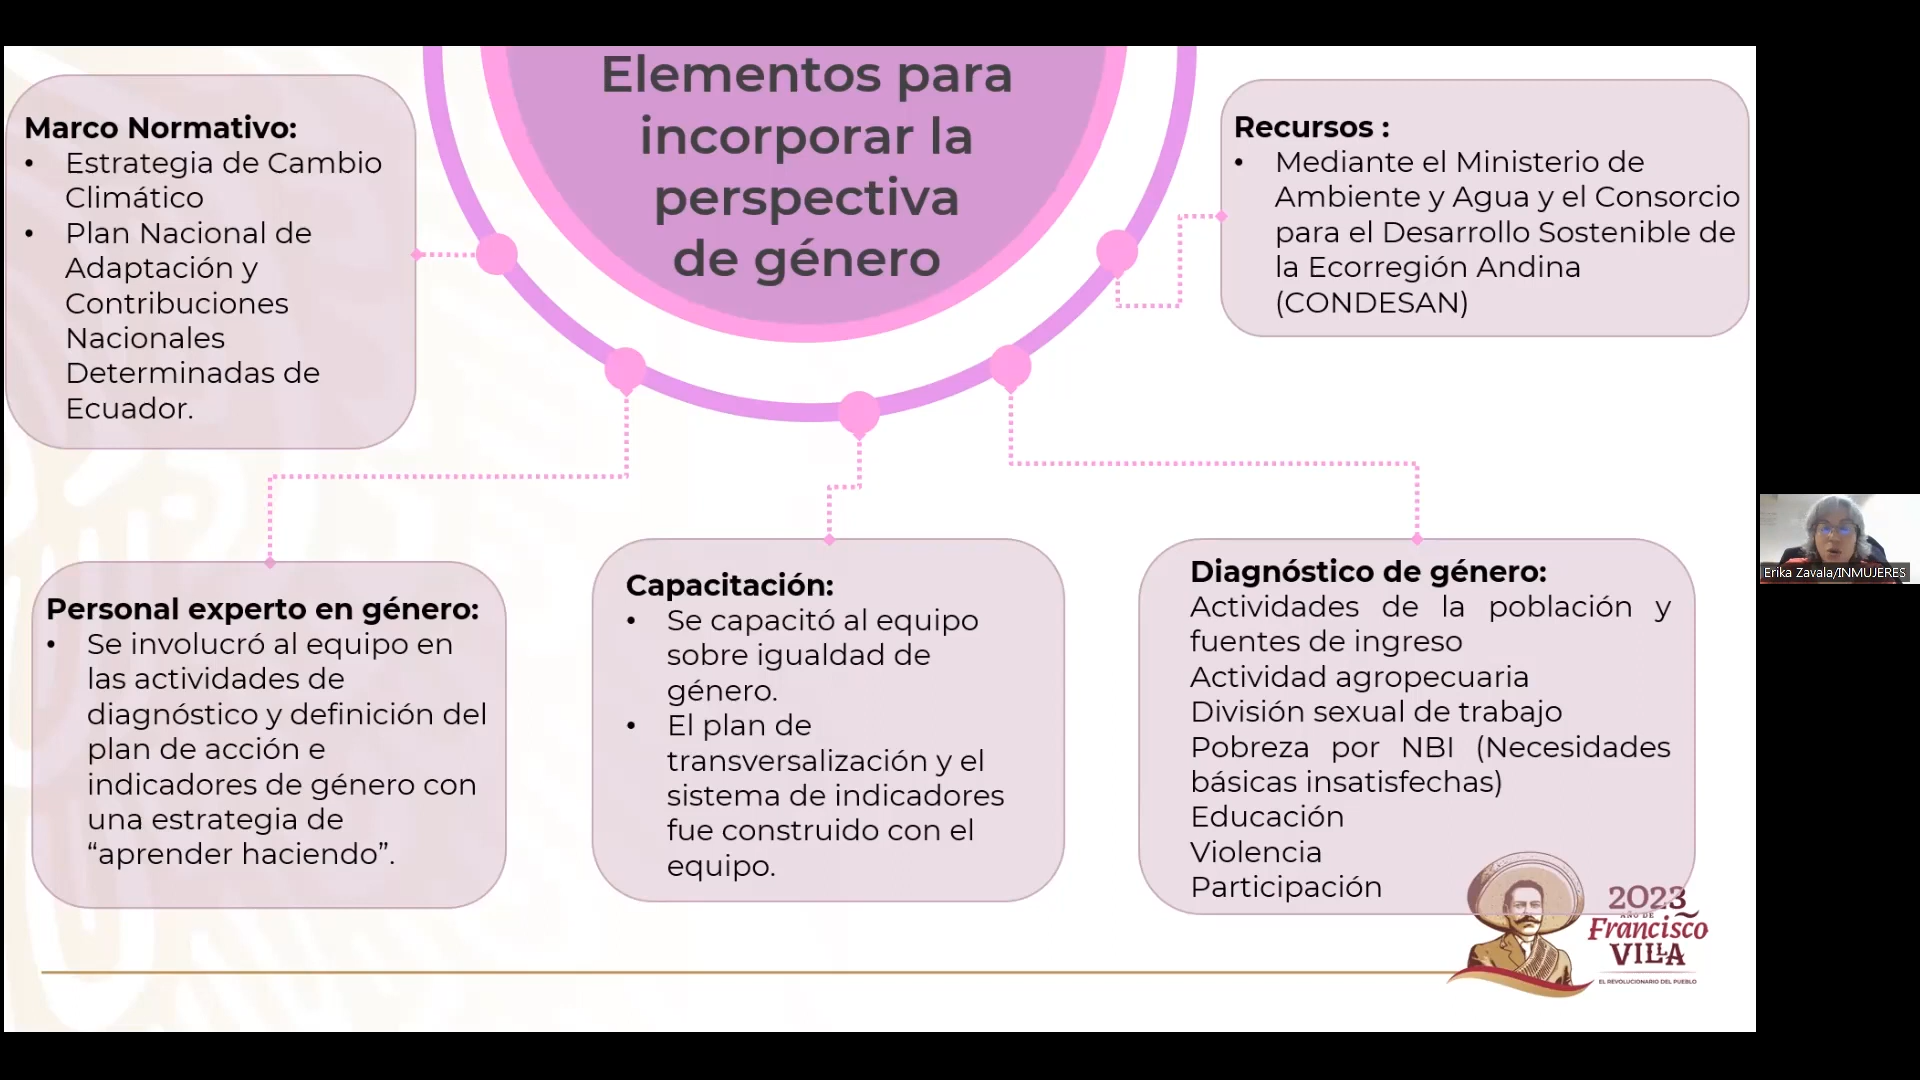 Elementos para
incorporar la
perspectiva
de género
Marco Normativo:
• Estrategia de Cambio
Climático
• Plan Nacional de
Adaptación y
Contribuciones
Nacionales
Determinadas de
Ecuador.
Recursos :
• Mediante el Ministerio de
Ambiente y Agua y el Consorcio
para el Desarrollo Sostenible de
la Ecorregión Andina
(CONDESAN)
Personal experto en género:
• Se involucró al equipo en
las actividades de
diagnóstico y definición del
plan de acción e
indicadores de género con
una estrategia de
“aprender haciendo”.
Capacitación:
• Se capacitó al equipo
sobre igualdad de
género.
• El plan de
transversalización y el
sistema de indicadores
fue construido con el
equipo.
Diagnóstico de género:
Actividades de la población y
fuentes de ingreso
Actividad agropecuaria
División sexual de trabajo
Pobreza por NBI (Necesidades
básicas insatisfechas)
Educación
Violencia
Participación
2023
AÑO DE
Francisco
VILLA
EL REVOLUCIONARIO DEL PUEBLO
Erika Zavala/INMUJERES